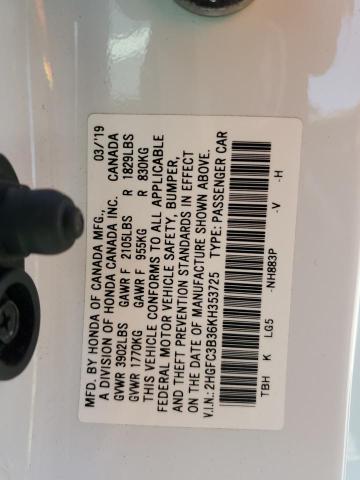 MFD. BY HONDA OF CANADA MFG., 03/'19
A DIVISION OF HONDA CANADA INC. CANADA
GVWR 3902LBS GAWR F 2105LBS R 1829LBS
GVWR 1770KG GAWR F 955KG R 830KG
THIS VEHICLE CONFORMS TO ALL APPLICABLE
FEDERAL MOTOR VEHICLE SAFETY, BUMPER,
AND THEFT PREVENTION STANDARDS IN EFFECT
ON THE DATE OF MANUFACTURE SHOWN ABOVE.
V.I.N.: 2HGFC3B36KH353725 TYPE: PASSENGER CAR
TBH K LG5 -NH883P -V -H